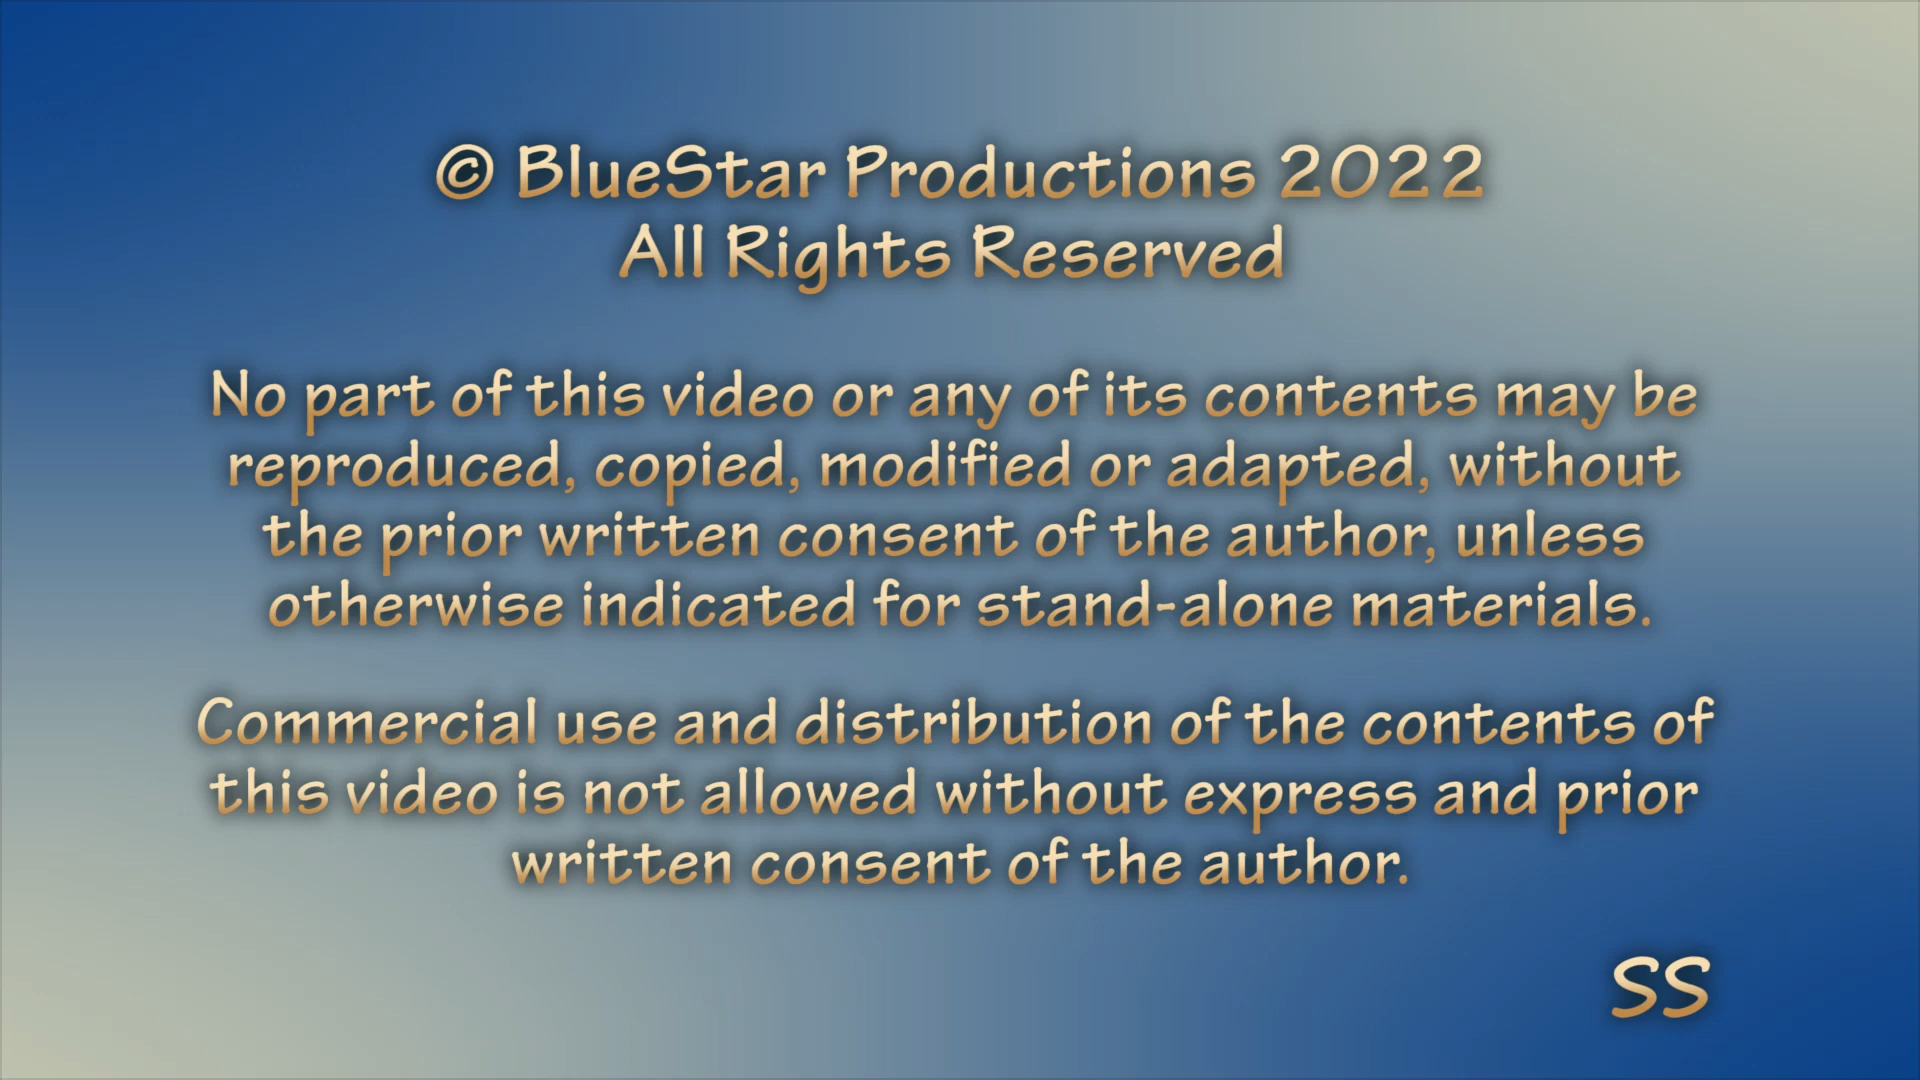 © BlueStar Productions 2022
All Rights Reserved
No part of this video or any of its contents may be
reproduced, copied, modified or adapted, without
the prior written consent of the author, unless
otherwise indicated for stand-alone materials.
Commercial use and distribution of the contents of
this video is not allowed without express and prior
written consent of the author.
SS